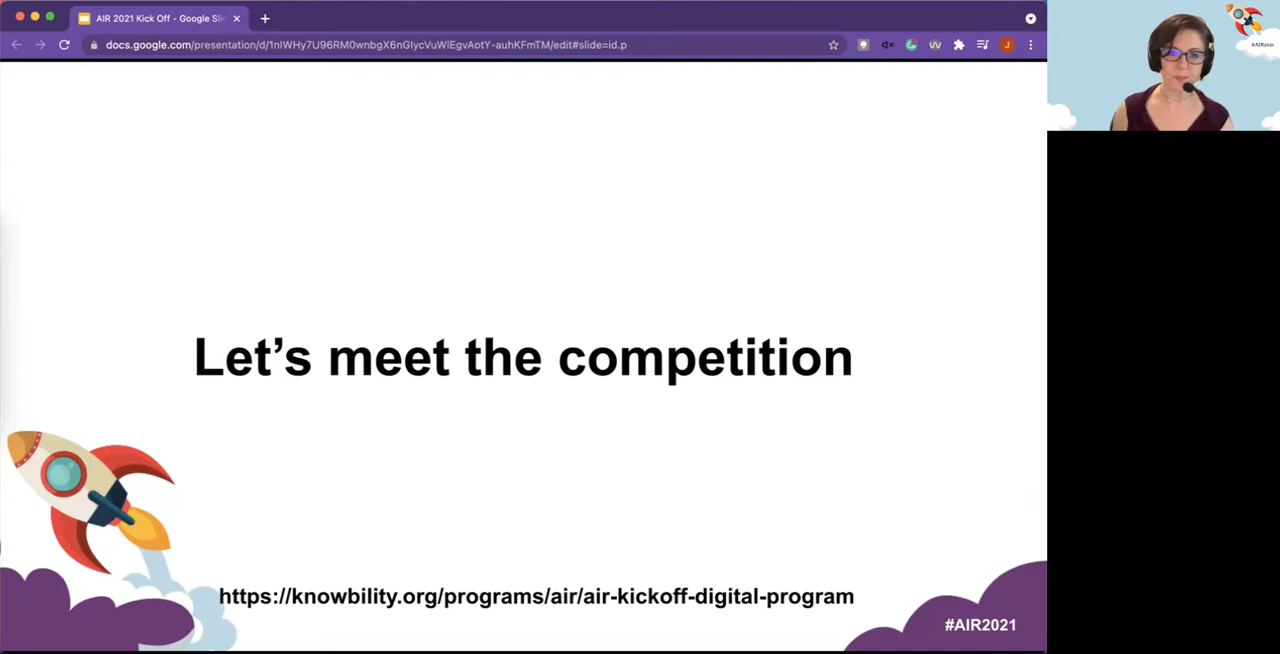 AIR 2021 Kick Off - Google Sli
docs.google.com/presentation/d/1nIWHy7U96RM0wnbgX6nGIycVuWIEgvAotY-auhKFmTM/edit#slide=id.p
J
Let's meet the competition
https://knowbility.org/programs/air/air-kickoff-digital-program
#AIR2021